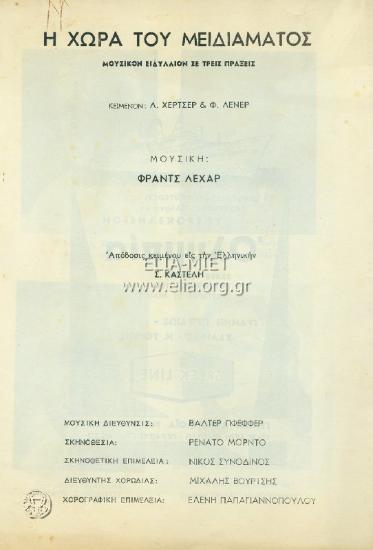 Η ΧΩΡΑ ΤΟΥ ΜΕΙΔΙΑΜΑΤΟΣ
ΜΟΥΣΙΚΟΝ ΕΙΔΥΛΛΙΟΝ ΣΕ ΤΡΕΙΣ ΠΡΑΞΕΙΣ
ΚΕΙΜΕΝΟΝ: Λ. ΧΕΡΤΣΕΡ & Φ. ΛΕΝΕΡ
ΜΟΥΣΙΚΗ:
ΦΡΑΝΤΣ ΛΕΧΑΡ
Ἀπόδοσις κειμένου εἰς τὴν Ἑλληνικὴν
ΕΛΙΑ-ΜΙΕΤ
Σ. ΚΑΣΤΕΛΗ
© www.elia.org.gr
ΜΟΥΣΙΚΗ ΔΙΕΥΘΥΝΣΙΣ: ΒΑΛΤΕΡ ΠΦΕΦΦΕΡ
ΣΚΗΝΟΘΕΣΙΑ: ΡΕΝΑΤΟ ΜΟΡΝΤΟ
ΣΚΗΝΟΘΕΤΙΚΗ ΕΠΙΜΕΛΕΙΑ: ΝΙΚΟΣ ΣΥΝΟΔΙΝΟΣ
ΔΙΕΥΘΥΝΤΗΣ ΧΟΡΩΔΙΑΣ: ΜΙΧΑΛΗΣ ΒΟΥΡΤΣΗΣ
ΧΟΡΟΓΡΑΦΙΚΗ ΕΠΙΜΕΛΕΙΑ: ΕΛΕΝΗ ΠΑΠΑΓΙΑΝΝΟΠΟΥΛΟΥ